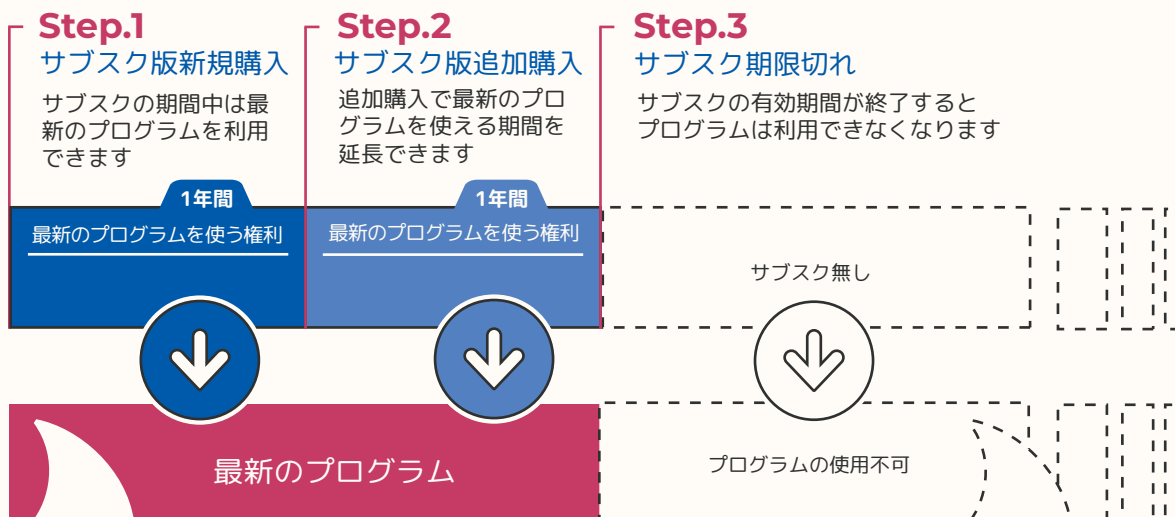 Step.1
サブスク版新規購入
サブスクの期間中は最
新のプログラムを利用
できます
Step.2
サブスク版追加購入
追加購入で最新のプロ
グラムを使える期間を
延長できます
Step.3
サブスク期限切れ
サブスクの有効期間が終了すると
プログラムは利用できなくなります
1年間
最新のプログラムを使う権利
1年間
最新のプログラムを使う権利
サブスク無し
最新のプログラム
プログラムの使用不可